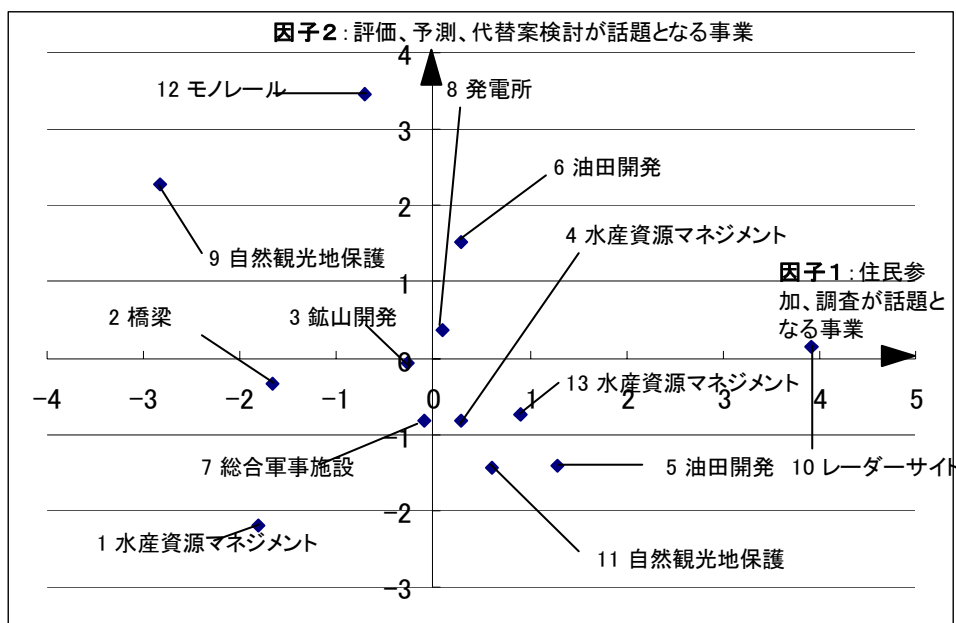 因子２：評価、予測、代替案検討が話題となる事業
4
12 モノレール
8 発電所
3
6 油田開発
2
4 水産資源マネジメント
9 自然観光地保護
因子１：住民参
加、調査が話題と
なる事業
1
2 橋梁
3 鉱山開発
0
13 水産資源マネジメント
−4
−3
−2
−1
0
1
2
3
4
5
−1
7 総合軍事施設
5 油田開発
10 レーダーサイト
−2
1 水産資源マネジメント
11 自然観光地保護
−3